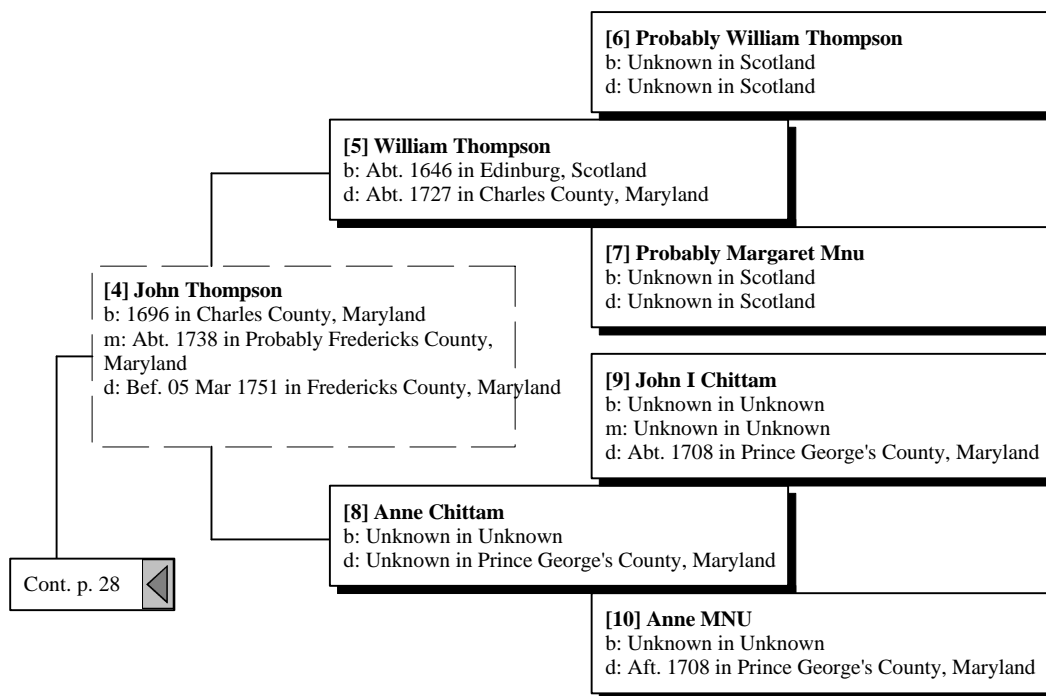 [6] Probably William Thompson
b: Unknown in Scotland
d: Unknown in Scotland
[5] William Thompson
b: Abt. 1646 in Edinburg, Scotland
d: Abt. 1727 in Charles County, Maryland
[7] Probably Margaret Mnu
b: Unknown in Scotland
d: Unknown in Scotland
[4] John Thompson
b: 1696 in Charles County, Maryland
m: Abt. 1738 in Probably Fredericks County,
Maryland
d: Bef. 05 Mar 1751 in Fredericks County, Maryland
[9] John I Chittam
b: Unknown in Unknown
m: Unknown in Unknown
d: Abt. 1708 in Prince George's County, Maryland
[8] Anne Chittam
b: Unknown in Unknown
d: Unknown in Prince George's County, Maryland
Cont. p. 28
[10] Anne MNU
b: Unknown in Unknown
d: Aft. 1708 in Prince George's County, Maryland